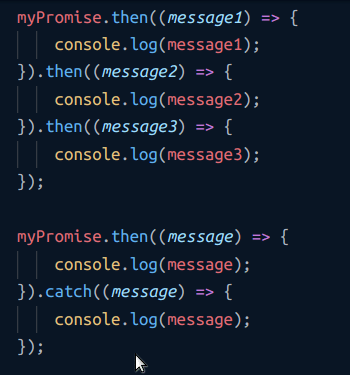 myPromise.then((message1) => {
    console.log(message1);
}).then((message2) => {
    console.log(message2);
}).then((message3) => {
    console.log(message3);
});

myPromise.then((message) => {
    console.log(message);
}).catch((message) => {
    console.log(message);
});